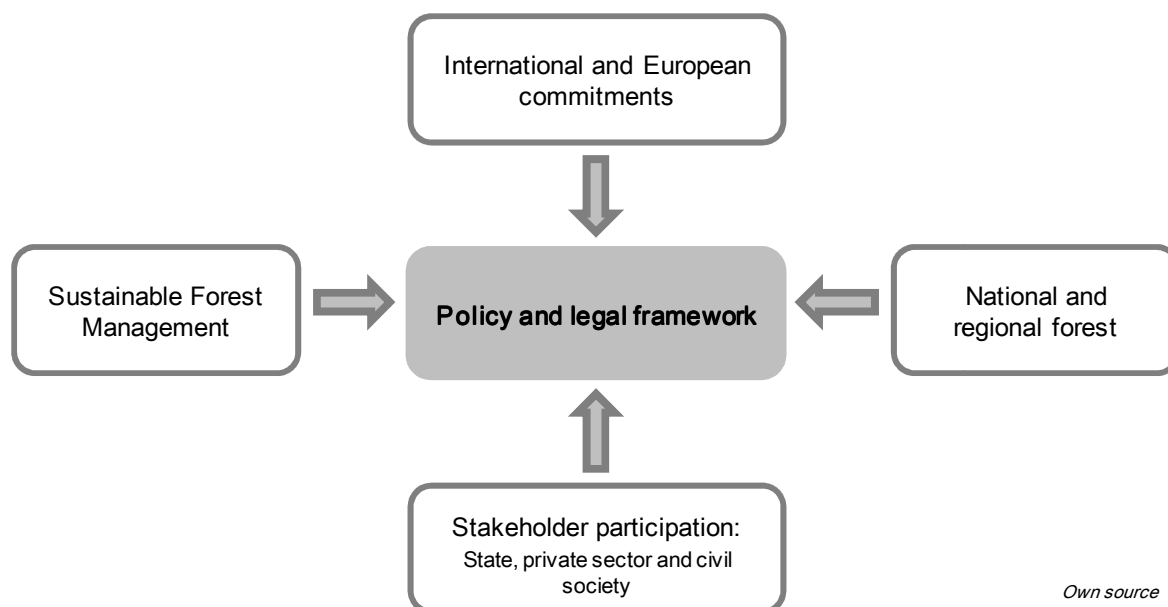 International and European
commitments
Sustainable Forest
Management
Policy and legal framework
National and
regional forest
Stakeholder participation:
State, private sector and civil
society
Own source